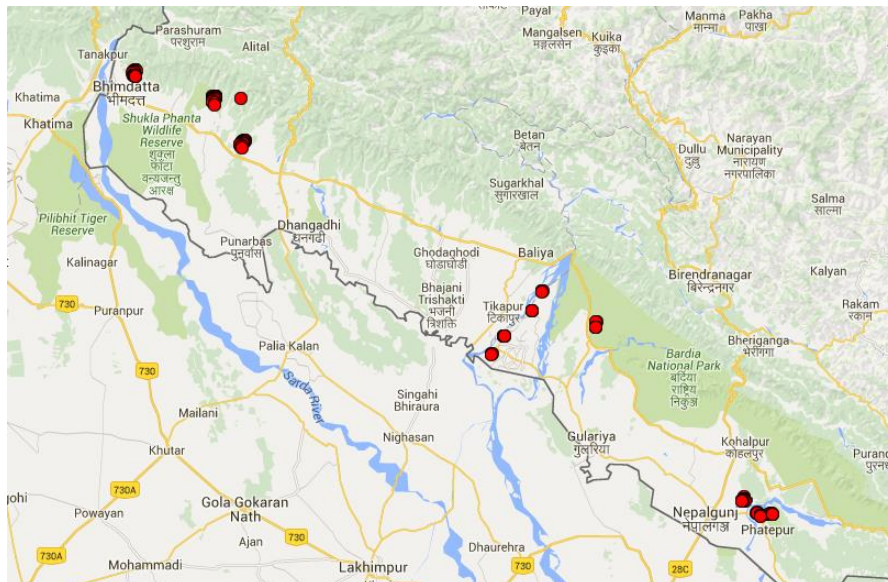 साँफे
Payal
Parashuram
परशुराम
Alital
Mangalsen
मङ्गलसेन
Kuika
कुइका
Manma
मान्मा
Pakha
पाखा
Tanakpur
Khatima
Bhimdatta
भीमदत्त
Khatima
Shukla Phanta
Wildlife
Reserve
शुक्ला
फाँटा
वन्यजन्तु
आरक्ष
Betan
बेतन
Dullu
दुल्लु
Narayan
Municipality
नारायण
नगरपालिका
Sugarkhal
सुगारखाल
Salma
साल्मा
Pilibhit Tiger
Reserve
Punarbas
पुनर्वास
Dhangadhi
धनगढी
Kalinagar
Ghodaghodi
घोडाघोडी
Baliya
Birendranagar
बिरेन्द्रनगर
Kalyan
730
Puranpur
Bhajani
Trishakti
भजनी
त्रिशक्ति
Tikapur
टिकापुर
Rakam
रकाम
Palia Kalan
Bheriganga
भेरीगंगा
730
Bardia
National Park
बर्दिया
राष्ट्रिय
निकुञ्ज
Sarda River
Singahi
Bhiraura
Mailani
Nighasan
Gulariya
गुलरिया
Kohalpur
कोहलपुर
Khutar
730
730A
Powayan
Gola Gokaran
Nath
Ajan
730
Nepalgunj
नेपालगञ्ज
Phatepur
730A
Mohammadi
Lakhimpur
Dhaurehra
730
28C